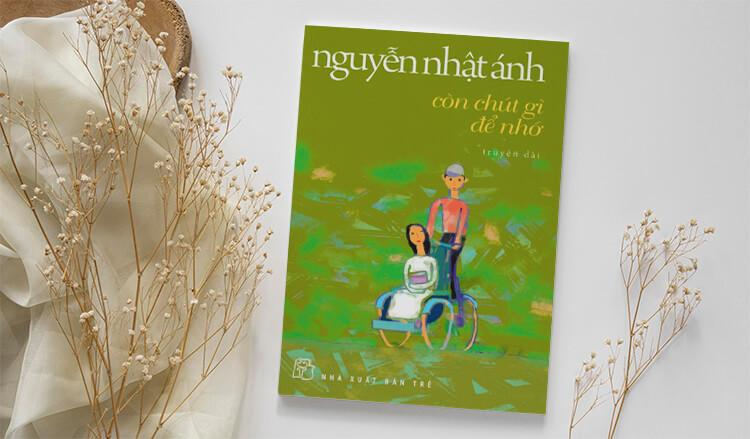 nguyễn nhật ánh
còn chút gì
để nhớ
truyện dài
NHÀ XUẤT BẢN TRẺ